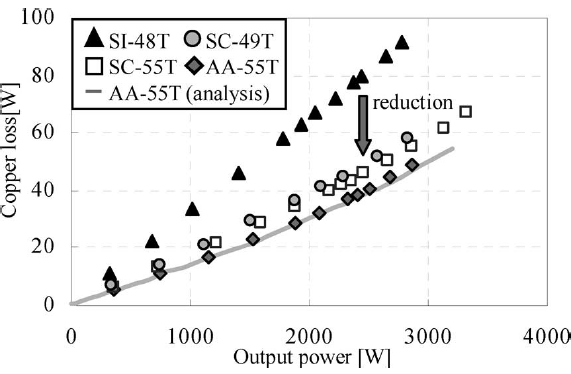 100
SI-48T SC-49T
SC-55T AA-55T
AA-55T (analysis)
80
60
40
20
0
reduction
Copper loss[W]
0 1000 2000 3000 4000
Output power [W]